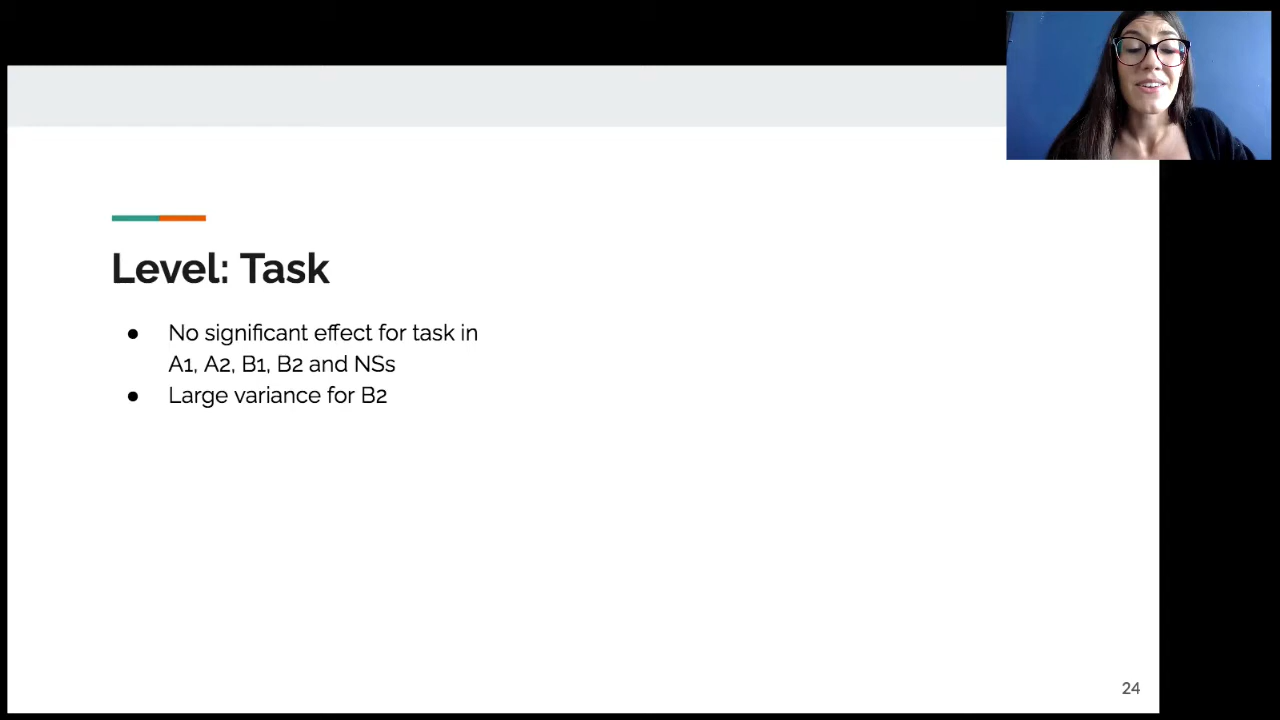 Level: Task
● No significant effect for task in
A1, A2, B1, B2 and NSs
● Large variance for B2
24